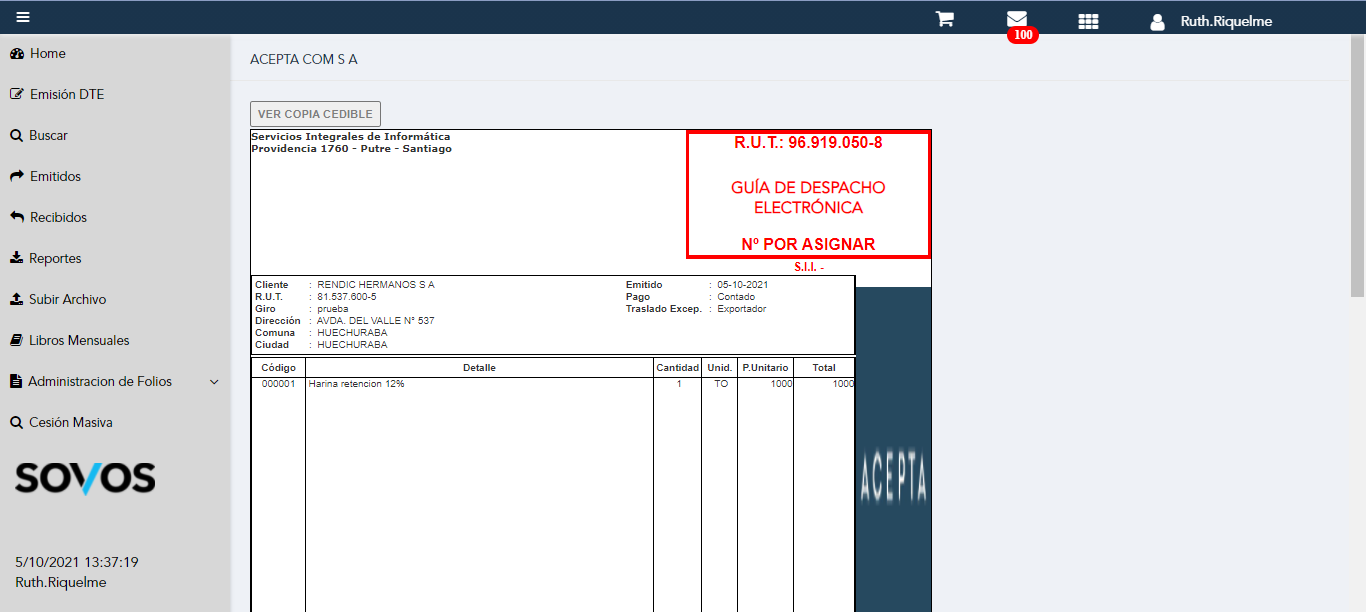 Ruth.Riquelme
100
Home
Emisión DTE
Buscar
Emitidos
Recibidos
Reportes
Subir Archivo
Libros Mensuales
Administracion de Folios
Cesión Masiva
SOVOS
5/10/2021 13:37:19
Ruth.Riquelme
ACEPTA COM S A
VER COPIA CEDIBLE
Servicios Integrales de Informática
Providencia 1760 - Putre - Santiago
R.U.T.: 96.919.050-8
GUÍA DE DESPACHO
ELECTRÓNICA
Nº POR ASIGNAR
S.I.I. -
Cliente : RENDIC HERMANOS S A
R.U.T. : 81.537.600-5
Giro : prueba
Dirección : AVDA. DEL VALLE N° 537
Comuna : HUECHURABA
Ciudad : HUECHURABA
Emitido : 05-10-2021
Pago : Contado
Traslado Excep. : Exportador
Código Detalle Cantidad Unid. P.Unitario Total
000001 Harina retencion 12% 1 TO 1000 1000
ACEPTA